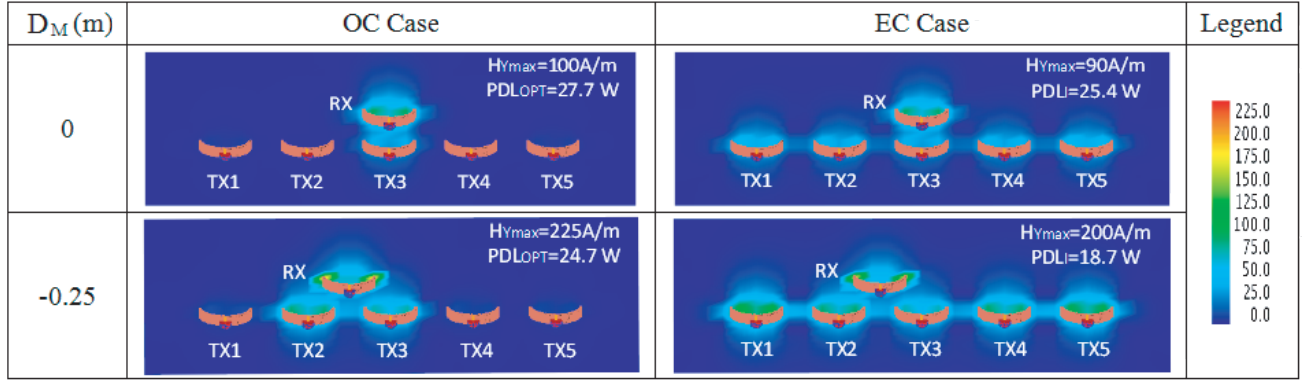 D_M (m) OC Case EC Case Legend
0
HYmax=100A/m
PDLOPT=27.7 W
RX
TX1 TX2 TX3 TX4 TX5
HYmax=90A/m
PDLI=25.4 W
RX
TX1 TX2 TX3 TX4 TX5
-0.25
HYmax=225A/m
PDLOPT=24.7 W
RX
TX1 TX2 TX3 TX4 TX5
HYmax=200A/m
PDLI=18.7 W
RX
TX1 TX2 TX3 TX4 TX5
225.0
200.0
175.0
150.0
125.0
100.0
75.0
50.0
25.0
0.0